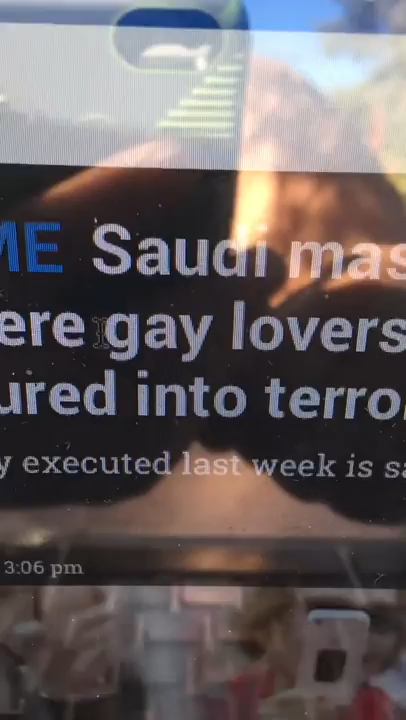 ME Saudi mas
ere gay lovers
ured into terro
y executed last week is sa
3:06 pm